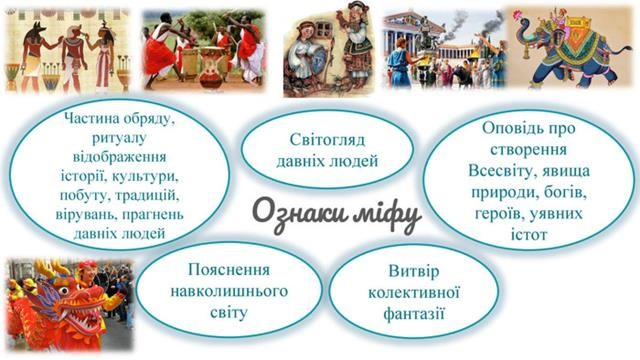 Частина обряду,
ритуалу
відображення
історії, культури,
побуту, традицій,
вірувань, прагнень
давніх людей
Світогляд
давніх людей
Оповідь про
створення
Всесвіту, явища
природи, богів,
героїв, уявних
істот
Ознаки міфу
Пояснення
навколишнього
світу
Витвір
колективної
фантазії